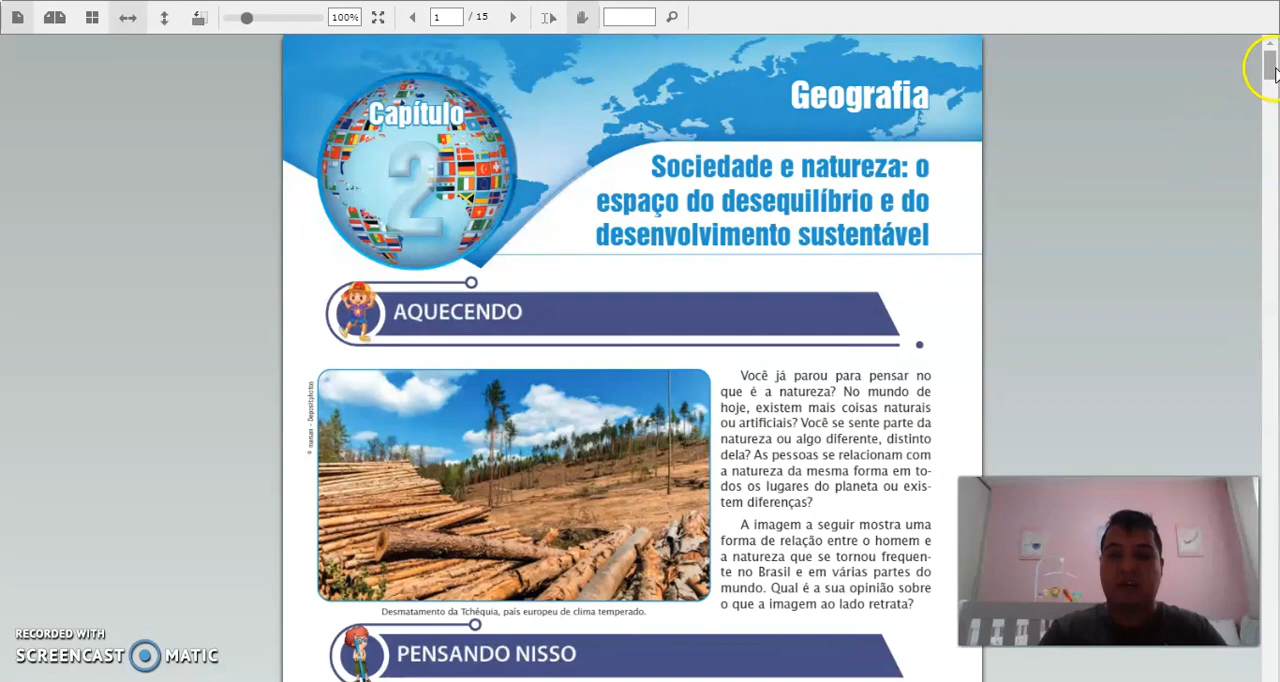 100%
1 / 15
Capítulo
2
Geografia
Sociedade e natureza: o
espaço do desequilíbrio e do
desenvolvimento sustentável
AQUECENDO
© marsan - Depositphotos
Você já parou para pensar no
que é a natureza? No mundo de
hoje, existem mais coisas naturais
ou artificiais? Você se sente parte da
natureza ou algo diferente, distinto
dela? As pessoas se relacionam com
a natureza da mesma forma em to-
dos os lugares do planeta ou exis-
tem diferenças?
A imagem a seguir mostra uma
forma de relação entre o homem e
a natureza que se tornou frequen-
te no Brasil e em várias partes do
mundo. Qual é a sua opinião sobre
o que a imagem ao lado retrata?
Desmatamento da Tchéquia, país europeu de clima temperado.
PENSANDO NISSO
RECORDED WITH
SCREENCAST MATIC